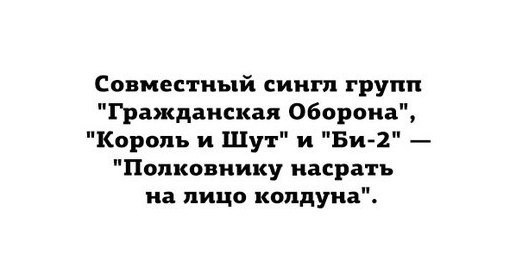 Совместный сингл групп
"Гражданская Оборона",
"Король и Шут" и "Би-2" —
"Полковнику насрать
на лицо колдуна".